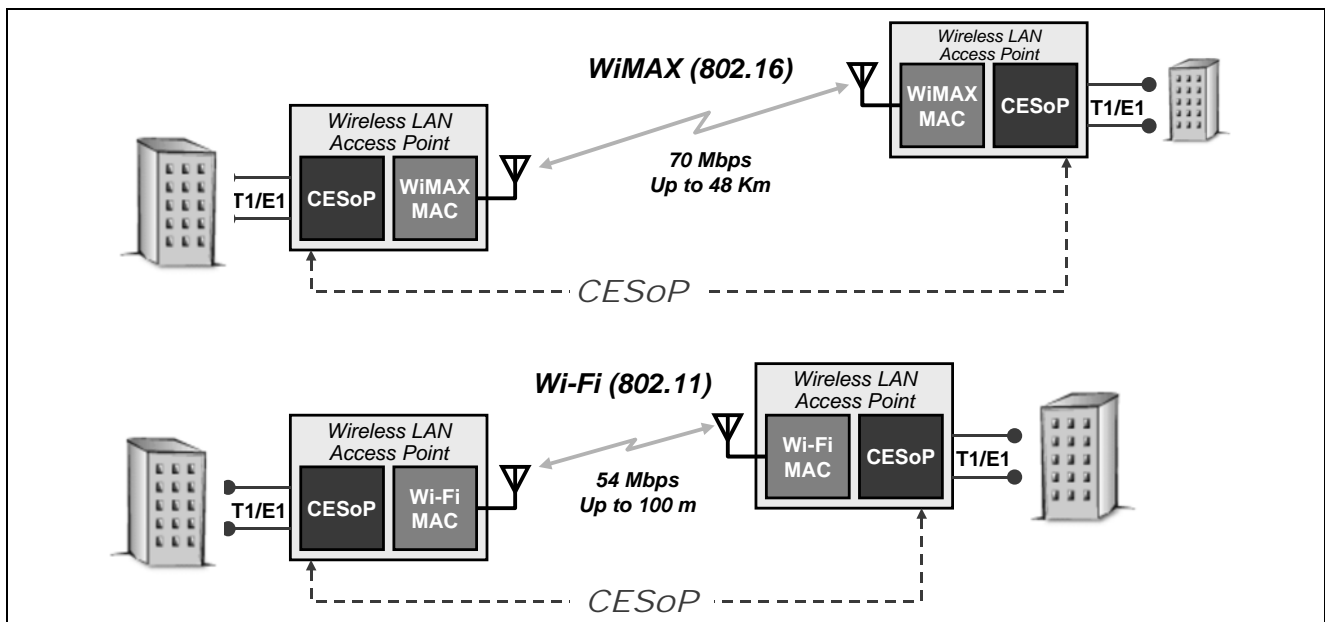 WiMAX (802.16)
Wireless LAN
Access Point
WiMAX
MAC
CESoP
T1/E1
Wireless LAN
Access Point
T1/E1
CESoP
WiMAX
MAC
70 Mbps
Up to 48 Km
CESoP
Wi-Fi (802.11)
Wireless LAN
Access Point
Wi-Fi
MAC
CESoP
T1/E1
Wireless LAN
Access Point
T1/E1
CESoP
Wi-Fi
MAC
54 Mbps
Up to 100 m
CESoP